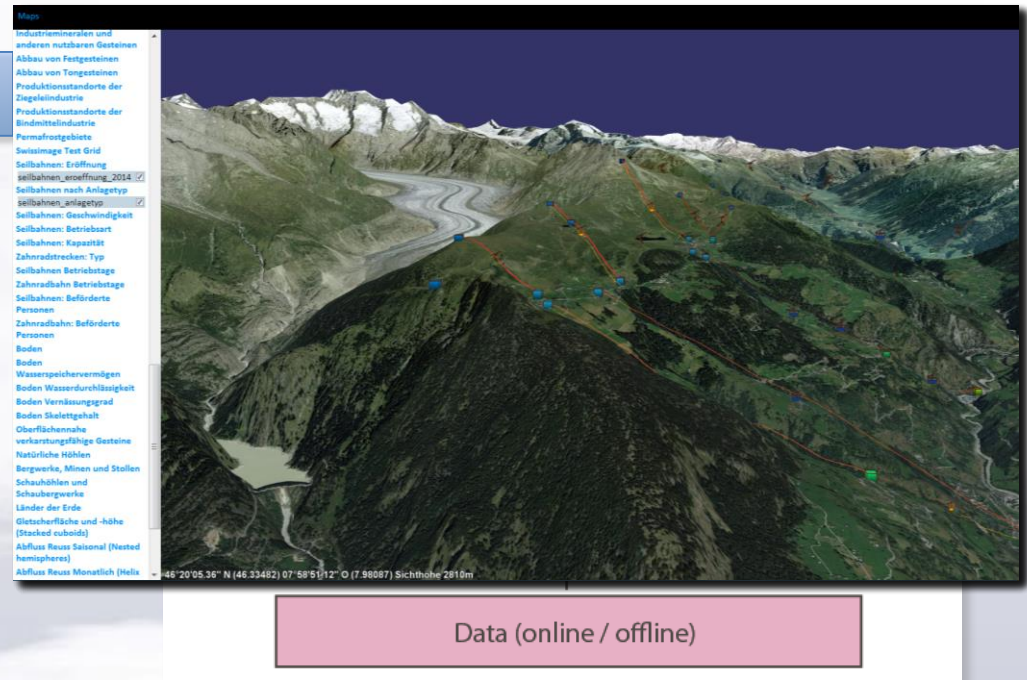 Maps
Industriemineralen und
anderen nutzbaren Gesteinen
Abbau von Festgesteinen
Abbau von Tongesteinen
Produktionsstandorte der
Ziegeleiindustrie
Produktionsstandorte der
Bindmittelindustrie
Permafrostgebiete
Swissimage Test Grid
Seilbahnen: Eröffnung
seilbahnen_eroeffnung_2014
Seilbahnen nach Anlagetyp
seilbahnen_anlagetyp
Seilbahnen: Geschwindigkeit
Seilbahnen: Betriebsart
Seilbahnen: Kapazität
Zahnradstrecken: Typ
Seilbahnen Betriebstage
Zahnradbahn Betriebstage
Seilbahnen: Beförderte
Personen
Zahnradbahn: Beförderte
Personen
Boden
Boden
Wasserspeichervermögen
Boden Wasserdurchlässigkeit
Boden Vernässungsgrad
Boden Skelettgehalt
Oberflächennahe
verkarstungsfähige Gesteine
Natürliche Höhlen
Bergwerke, Minen und Stollen
Schauhöhlen und
Schaubergwerke
Länder der Erde
Gletscherfläche und -höhe
(Stacked cuboids)
Abfluss Reuss Saisonal (Nested
hemispheres)
Abfluss Reuss Monatlich (Helix
46°20'05.36" N (46.33482) 07°58'51.12" O (7.98087) Sichthöhe 2810m
Data (online / offline)